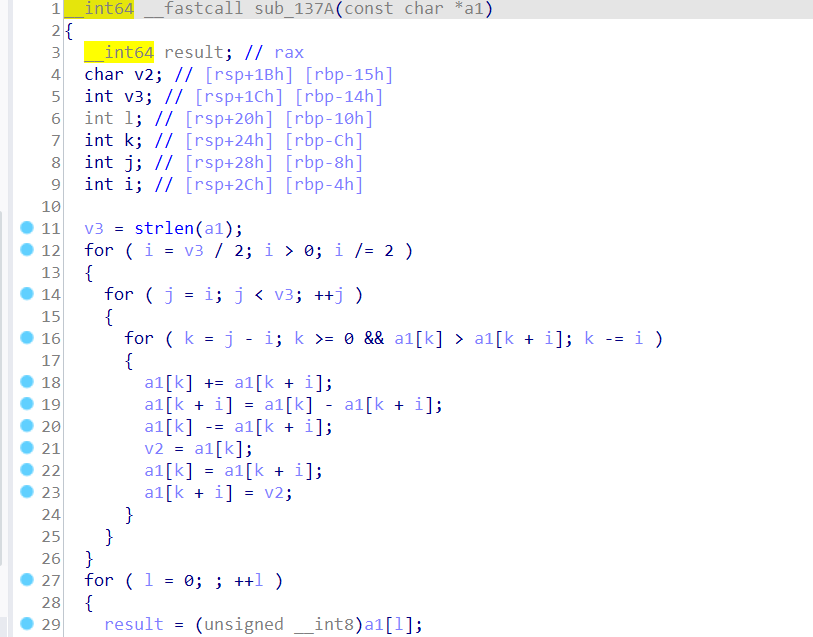 1 __int64 __fastcall sub_137A(const char *a1)
2 {
3 __int64 result; // rax
4 char v2; // [rsp+1Bh] [rbp-15h]
5 int v3; // [rsp+1Ch] [rbp-14h]
6 int l; // [rsp+20h] [rbp-10h]
7 int k; // [rsp+24h] [rbp-Ch]
8 int j; // [rsp+28h] [rbp-8h]
9 int i; // [rsp+2Ch] [rbp-4h]
10
11 v3 = strlen(a1);
12 for ( i = v3 / 2; i > 0; i /= 2 )
13 {
14 for ( j = i; j < v3; ++j )
15 {
16 for ( k = j - i; k >= 0 && a1[k] > a1[k + i]; k -= i )
17 {
18 a1[k] += a1[k + i];
19 a1[k + i] = a1[k] - a1[k + i];
20 a1[k] -= a1[k + i];
21 v2 = a1[k];
22 a1[k] = a1[k + i];
23 a1[k + i] = v2;
24 }
25 }
26 }
27 for ( l = 0; ; ++l )
28 {
29 result = (unsigned __int8)a1[l];